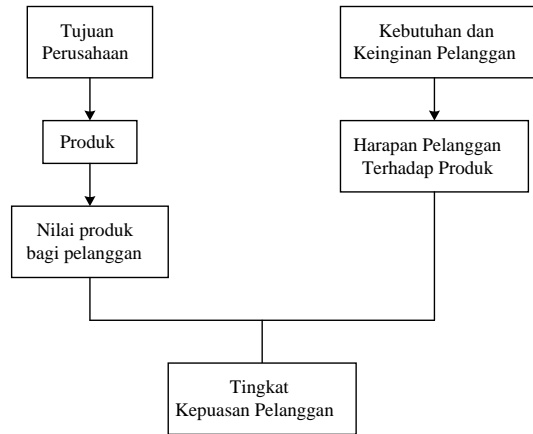 Tujuan
Perusahaan
Kebutuhan dan
Keinginan Pelanggan
Produk
Harapan Pelanggan
Terhadap Produk
Nilai produk
bagi pelanggan
Tingkat
Kepuasan Pelanggan